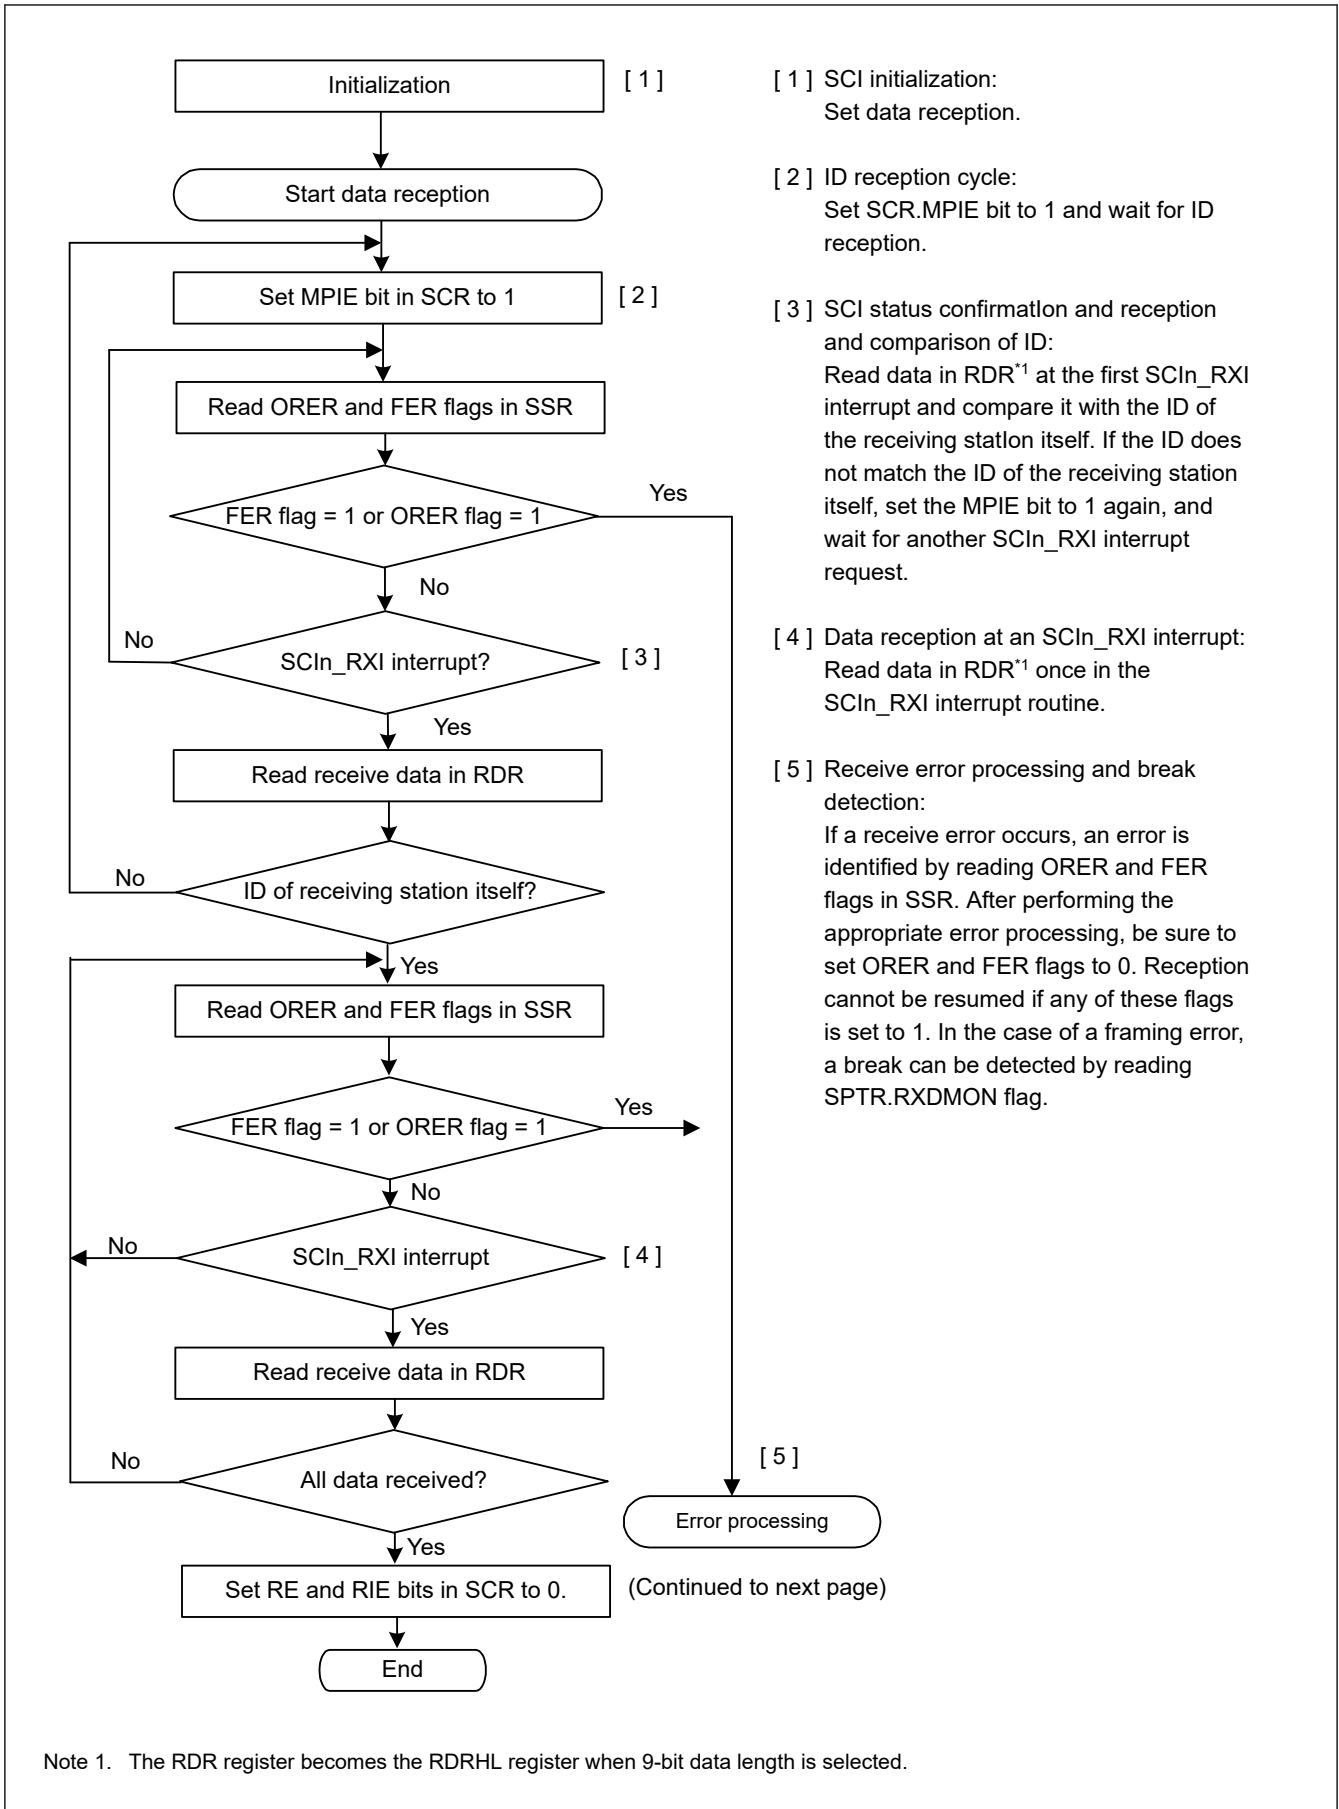 Initialization
[ 1 ]
Start data reception
Set MPIE bit in SCR to 1
[ 2 ]
Read ORER and FER flags in SSR
FER flag = 1 or ORER flag = 1
Yes
No
No
SCIn_RXI interrupt?
[ 3 ]
Yes
Read receive data in RDR
No
ID of receiving station itself?
Yes
Read ORER and FER flags in SSR
FER flag = 1 or ORER flag = 1
Yes
No
No
SCIn_RXI interrupt
[ 4 ]
Yes
Read receive data in RDR
No
All data received?
[ 5 ]
Error processing
Yes
Set RE and RIE bits in SCR to 0.
(Continued to next page)
End
[ 1 ] SCI initialization:
Set data reception.
[ 2 ] ID reception cycle:
Set SCR.MPIE bit to 1 and wait for ID
reception.
[ 3 ] SCI status confirmatIon and reception
and comparison of ID:
Read data in RDR*1 at the first SCIn_RXI
interrupt and compare it with the ID of
the receiving statIon itself. If the ID does
not match the ID of the receiving station
itself, set the MPIE bit to 1 again, and
wait for another SCIn_RXI interrupt
request.
[ 4 ] Data reception at an SCIn_RXI interrupt:
Read data in RDR*1 once in the
SCIn_RXI interrupt routine.
[ 5 ] Receive error processing and break
detection:
If a receive error occurs, an error is
identified by reading ORER and FER
flags in SSR. After performing the
appropriate error processing, be sure to
set ORER and FER flags to 0. Reception
cannot be resumed if any of these flags
is set to 1. In the case of a framing error,
a break can be detected by reading
SPTR.RXDMON flag.
Note 1. The RDR register becomes the RDRHL register when 9-bit data length is selected.